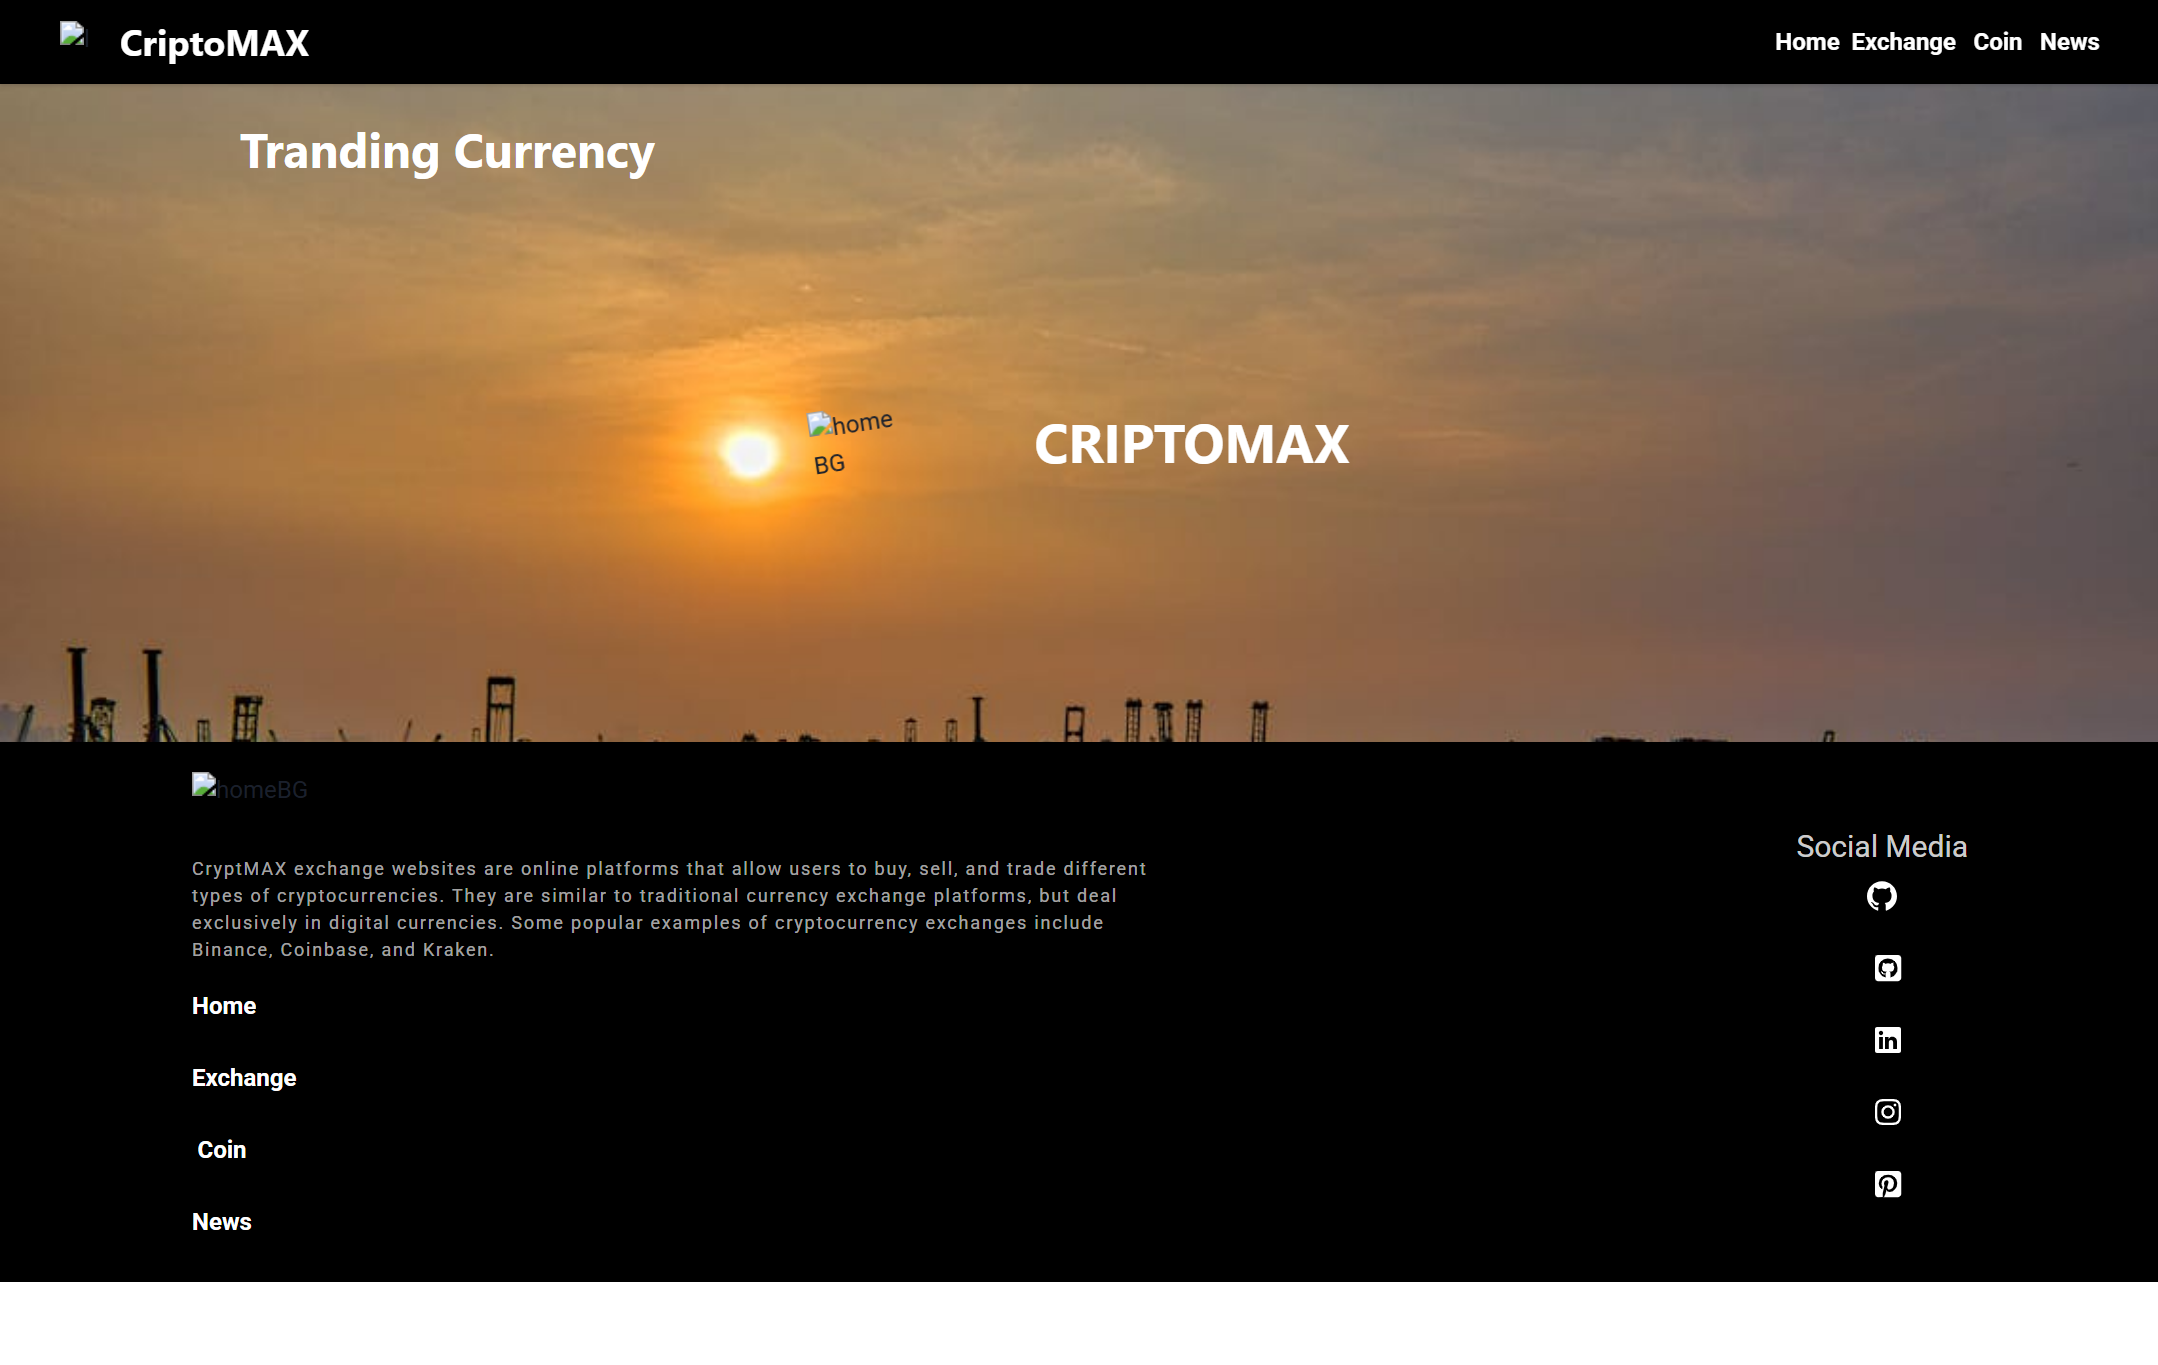 CriptoMAX
Home Exchange Coin News
Tranding Currency
home
BG
CRIPTOMAX
homeBG
CryptMAX exchange websites are online platforms that allow users to buy, sell, and trade different
types of cryptocurrencies. They are similar to traditional currency exchange platforms, but deal
exclusively in digital currencies. Some popular examples of cryptocurrency exchanges include
Binance, Coinbase, and Kraken.
Home
Exchange
Coin
News
Social Media